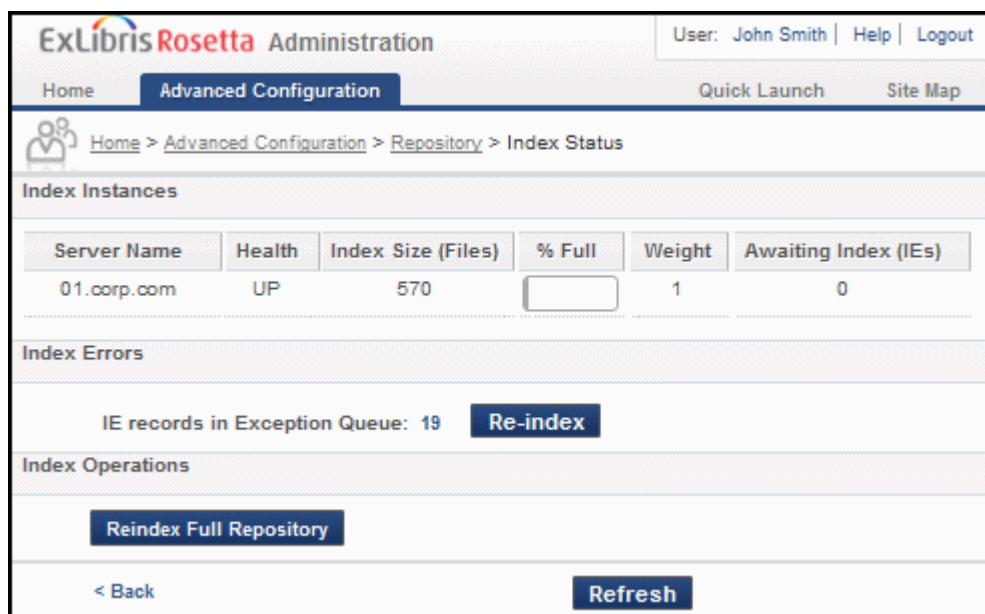 ExLibris Rosetta Administration
User: John Smith | Help | Logout
Home Advanced Configuration Quick Launch Site Map
Home > Advanced Configuration > Repository > Index Status
Index Instances
Server Name Health Index Size (Files) % Full Weight Awaiting Index (IEs)
01.corp.com UP 570 1 0
Index Errors
IE records in Exception Queue: 19 Re-index
Index Operations
Reindex Full Repository
< Back Refresh